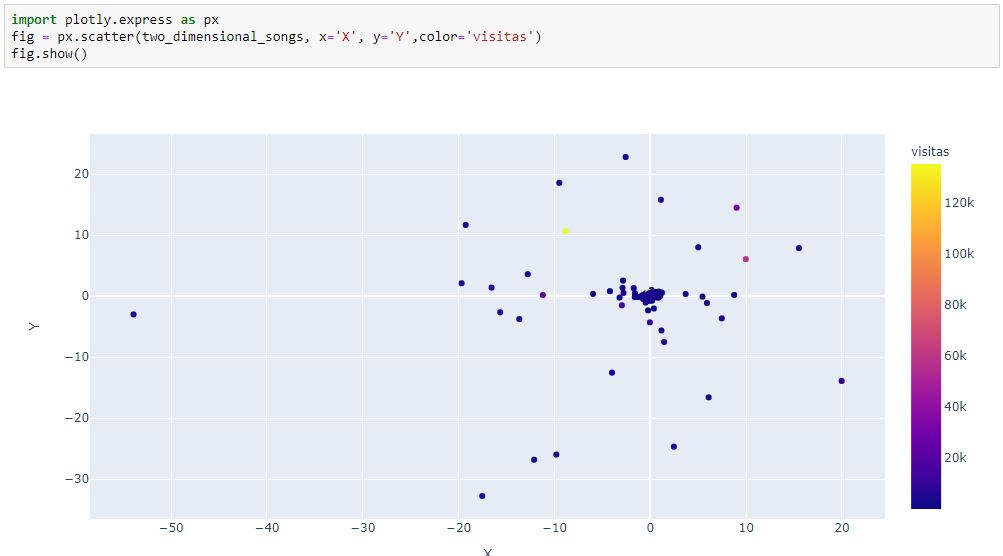 import plotly.express as px
fig = px.scatter(two_dimensional_songs, x='X', y='Y',color='visitas')
fig.show()
visitas
20
10
0
−10
−20
−30
Y
120k
100k
80k
60k
40k
20k
−50 −40 −30 −20 −10 0 10 20
X